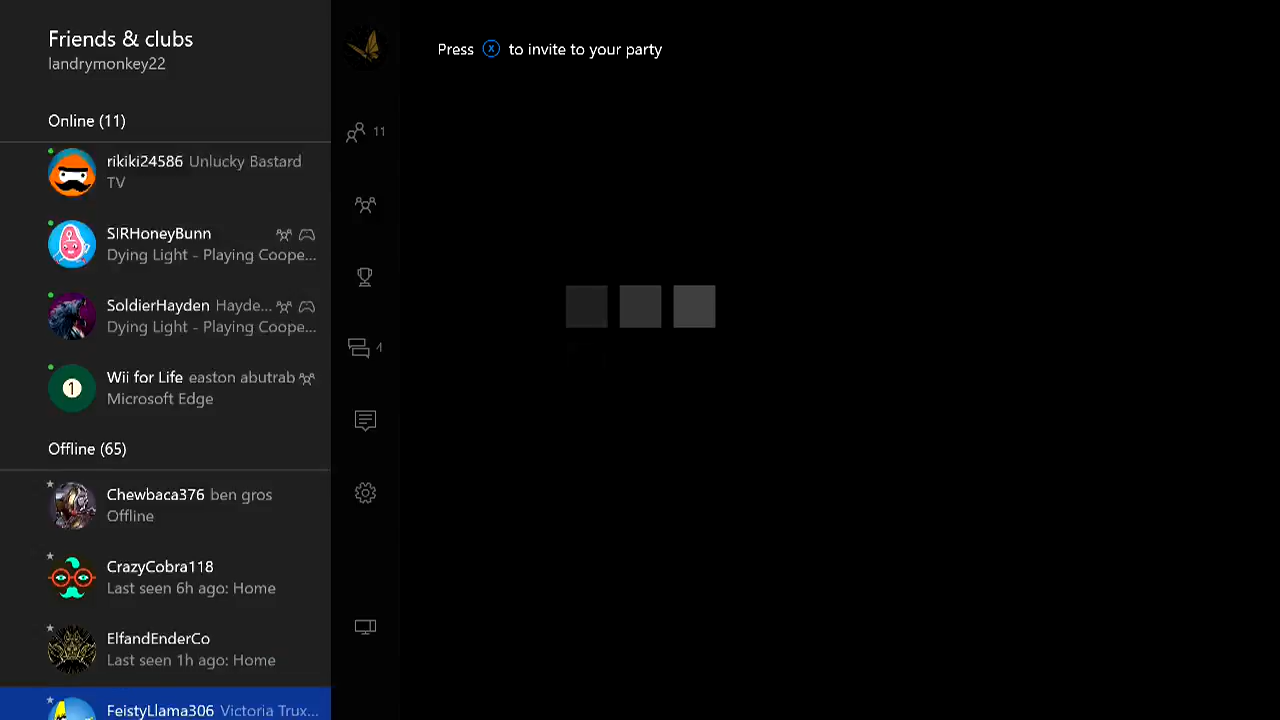 Friends & clubs
landrymonkey22
Online (11)
rikiki24586 Unlucky Bastard
TV
SIRHoneyBunn
Dying Light - Playing Coope...
SoldierHayden Hayde...
Dying Light - Playing Coope...
1
Wii for Life easton abutrab
Microsoft Edge
Offline (65)
Chewbaca376 ben gros
Offline
CrazyCobra118
Last seen 6h ago: Home
ElfandEnderCo
Last seen 1h ago: Home
FeistyLlama306 Victoria Trux...
11
4
Press X to invite to your party